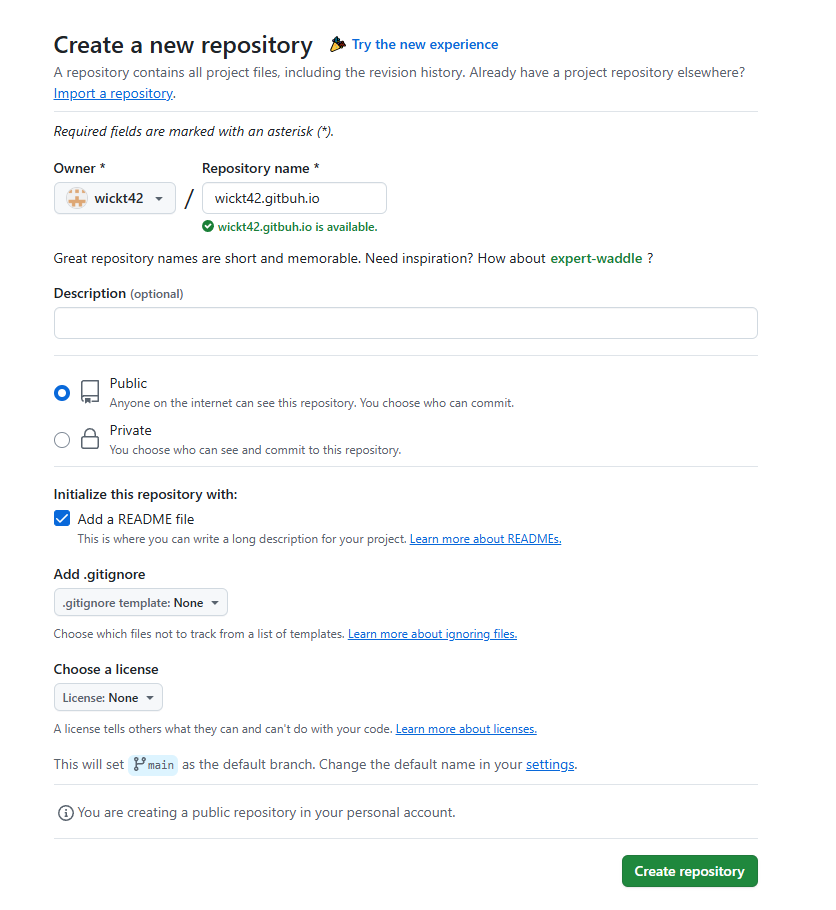 Create a new repository Try the new experience
A repository contains all project files, including the revision history. Already have a project repository elsewhere?
Import a repository.
Required fields are marked with an asterisk (*).
Owner * Repository name *
wickt42 / wickt42.gitbuh.io
wickt42.gitbuh.io is available.
Great repository names are short and memorable. Need inspiration? How about expert-waddle ?
Description (optional)
Public
Anyone on the internet can see this repository. You choose who can commit.
Private
You choose who can see and commit to this repository.
Initialize this repository with:
Add a README file
This is where you can write a long description for your project. Learn more about READMEs.
Add .gitignore
.gitignore template: None
Choose which files not to track from a list of templates. Learn more about ignoring files.
Choose a license
License: None
A license tells others what they can and can't do with your code. Learn more about licenses.
This will set main as the default branch. Change the default name in your settings.
You are creating a public repository in your personal account.
Create repository